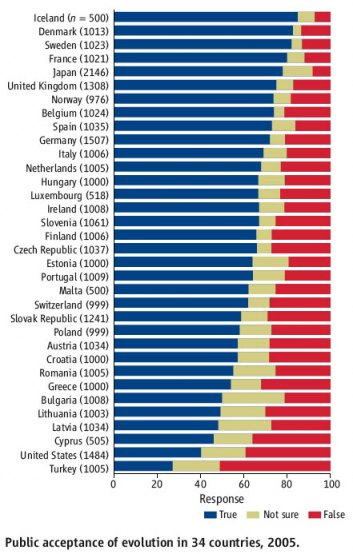 Iceland (n = 500)
Denmark (1013)
Sweden (1023)
France (1021)
Japan (2146)
United Kingdom (1308)
Norway (976)
Belgium (1024)
Spain (1035)
Germany (1507)
Italy (1006)
Netherlands (1005)
Hungary (1000)
Luxembourg (518)
Ireland (1008)
Slovenia (1061)
Finland (1006)
Czech Republic (1037)
Estonia (1000)
Portugal (1009)
Malta (500)
Switzerland (999)
Slovak Republic (1241)
Poland (999)
Austria (1034)
Croatia (1000)
Romania (1005)
Greece (1000)
Bulgaria (1008)
Lithuania (1003)
Latvia (1034)
Cyprus (505)
United States (1484)
Turkey (1005)
0 20 40 60 80 100
Response
True Not sure False
Public acceptance of evolution in 34 countries, 2005.